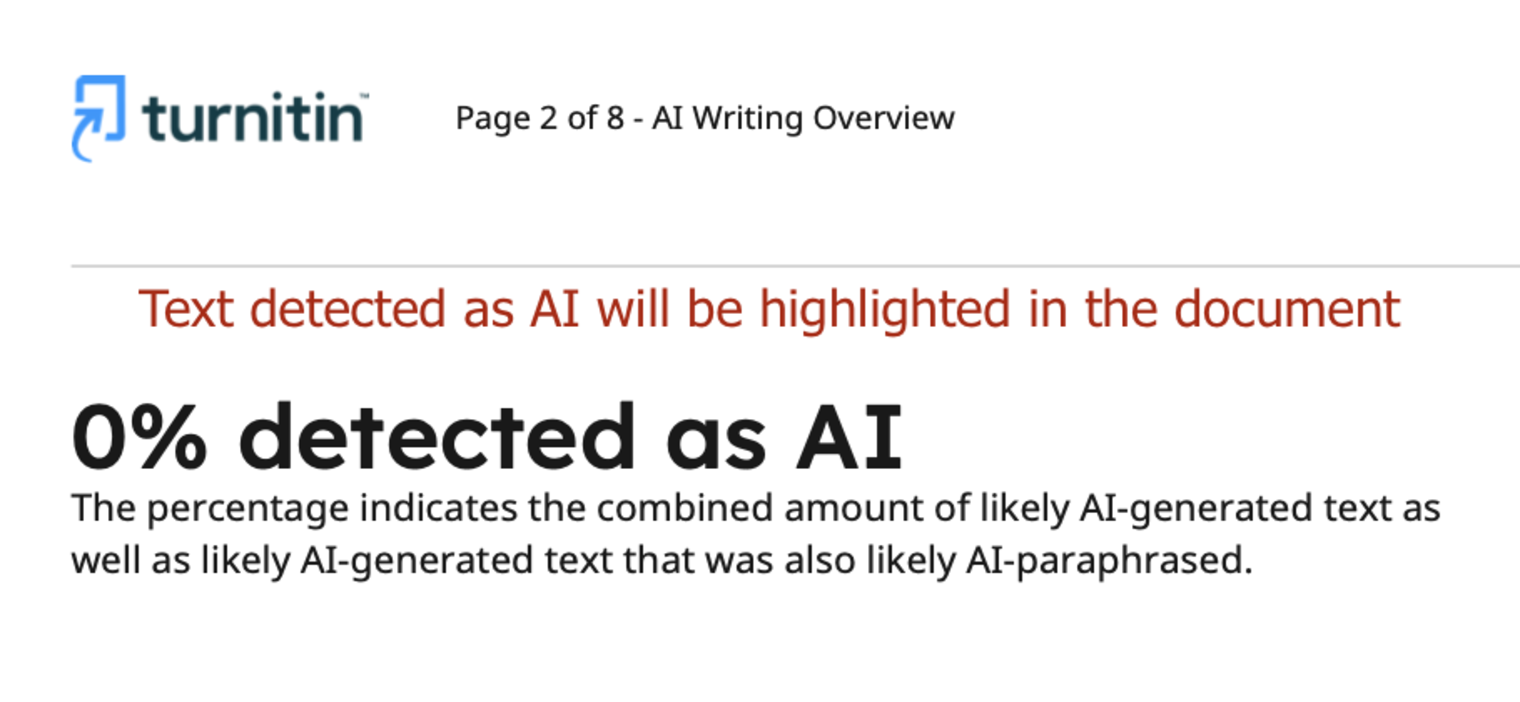 turnitin™
Page 2 of 8 - AI Writing Overview
Text detected as AI will be highlighted in the document
0% detected as AI
The percentage indicates the combined amount of likely AI-generated text as
well as likely AI-generated text that was also likely AI-paraphrased.